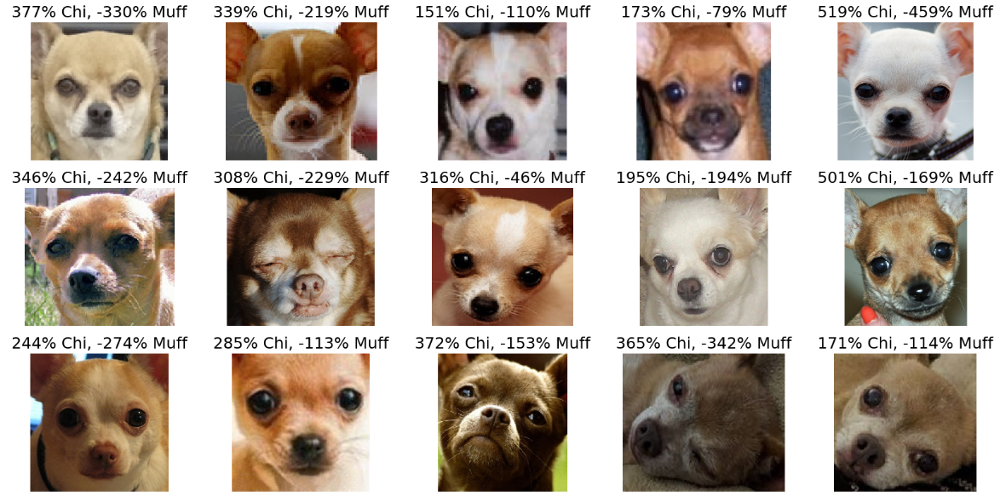 377% Chi, -330% Muff
339% Chi, -219% Muff
151% Chi, -110% Muff
173% Chi, -79% Muff
519% Chi, -459% Muff
346% Chi, -242% Muff
308% Chi, -229% Muff
316% Chi, -46% Muff
195% Chi, -194% Muff
501% Chi, -169% Muff
244% Chi, -274% Muff
285% Chi, -113% Muff
372% Chi, -153% Muff
365% Chi, -342% Muff
171% Chi, -114% Muff